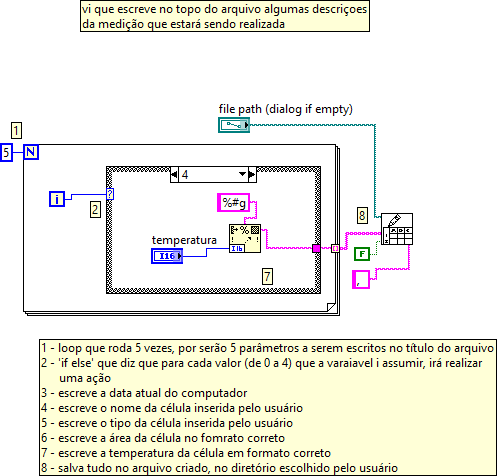 vi que escreve no topo do arquivo algumas descriçoes
da medição que estará sendo realizada
file path (dialog if empty)
1
5
N
4
i
?
2
%#g
8
temperatura
I16
7
F
,
1 - loop que roda 5 vezes, por serão 5 parâmetros a serem escritos no título do arquivo
2 - 'if else' que diz que para cada valor (de 0 a 4) que a varaiavel i assumir, irá realizar
uma ação
3 - escreve a data atual do computador
4 - escreve o nome da célula inserida pelo usuário
5 - escreve o tipo da célula inserida pelo usuário
6 - escreve a área da célula no fomrato correto
7 - escreve a temperatura da célula em formato correto
8 - salva tudo no arquivo criado, no diretório escolhido pelo usuário